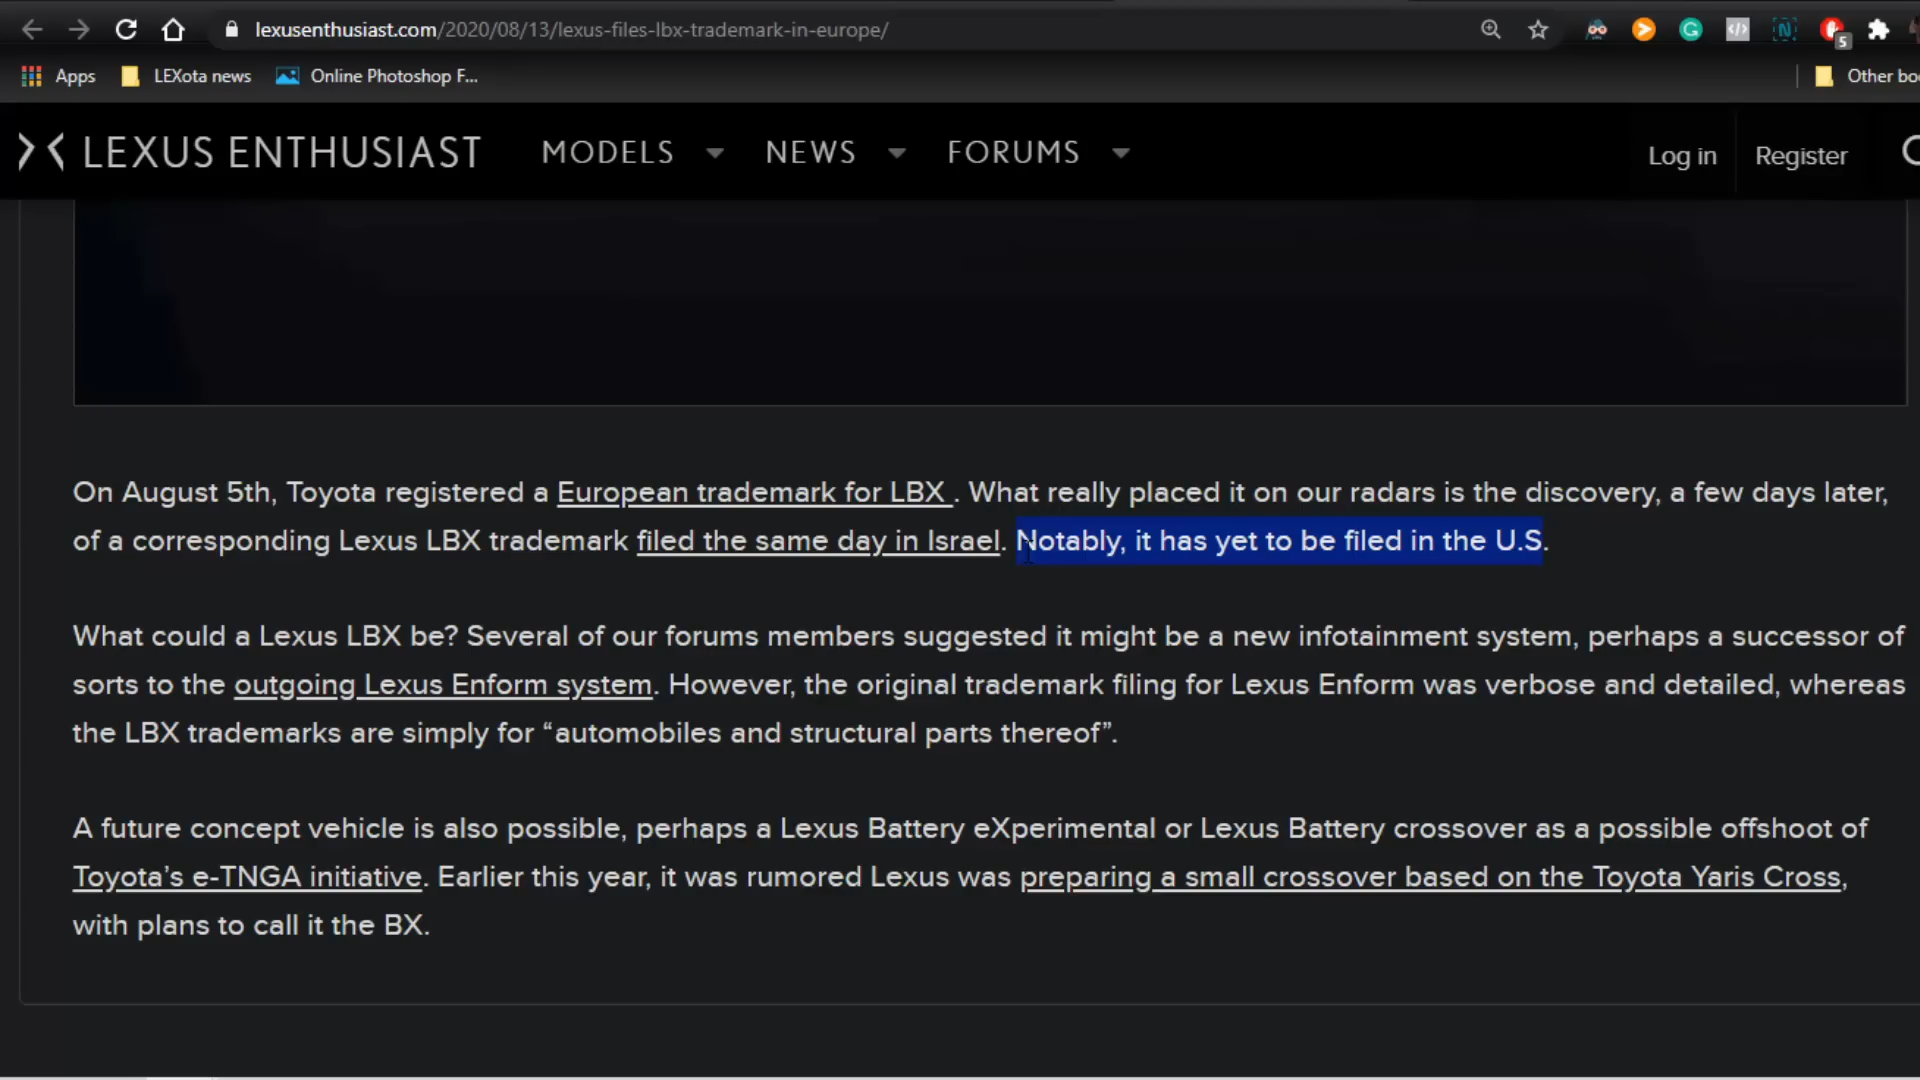 lexusenthusiast.com/2020/08/13/lexus-files-lbx-trademark-in-europe/
5
Apps LEXota news Online Photoshop F... Other boo
LEXUS ENTHUSIAST MODELS NEWS FORUMS Log in Register
On August 5th, Toyota registered a European trademark for LBX . What really placed it on our radars is the discovery, a few days later,
of a corresponding Lexus LBX trademark filed the same day in Israel. Notably, it has yet to be filed in the U.S.
What could a Lexus LBX be? Several of our forums members suggested it might be a new infotainment system, perhaps a successor of
sorts to the outgoing Lexus Enform system. However, the original trademark filing for Lexus Enform was verbose and detailed, whereas
the LBX trademarks are simply for “automobiles and structural parts thereof”.
A future concept vehicle is also possible, perhaps a Lexus Battery eXperimental or Lexus Battery crossover as a possible offshoot of
Toyota’s e-TNGA initiative. Earlier this year, it was rumored Lexus was preparing a small crossover based on the Toyota Yaris Cross,
with plans to call it the BX.